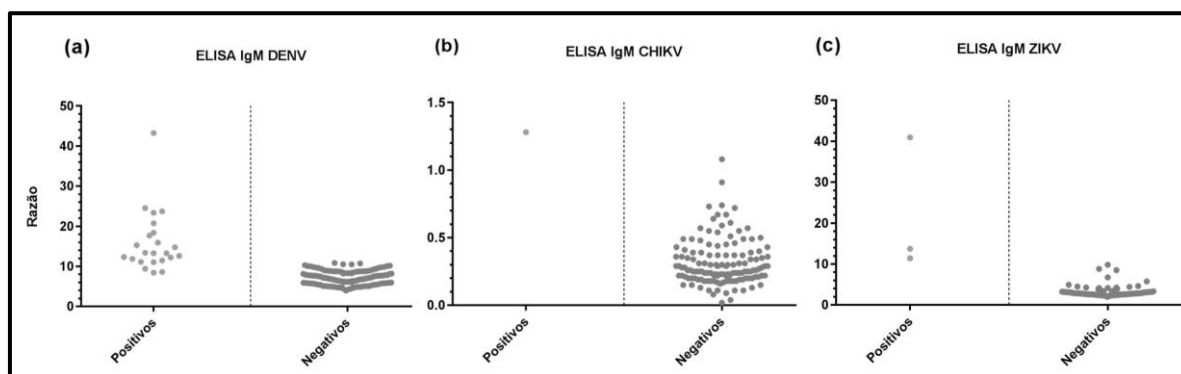 (a)
ELISA IgM DENV
Razão
50
40
30
20
10
0
Positivos
Negativos
(b)
ELISA IgM CHIKV
1.5
1.0
0.5
0.0
Positivos
Negativos
(c)
ELISA IgM ZIKV
50
40
30
20
10
0
Positivos
Negativos